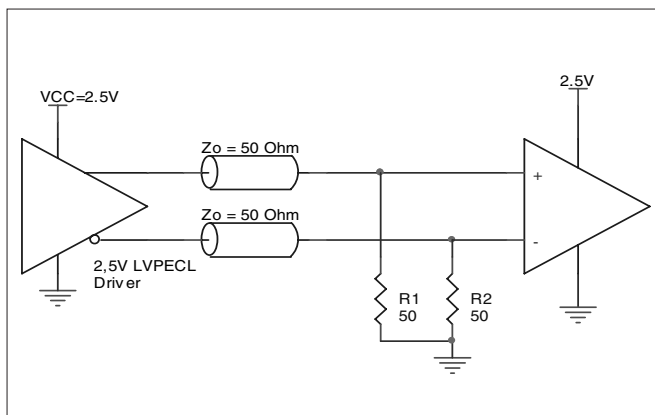 VCC=2.5V
2.5V
Zo = 50 Ohm
+
Zo = 50 Ohm
-
2,5V LVPECL
Driver
R1
50
R2
50